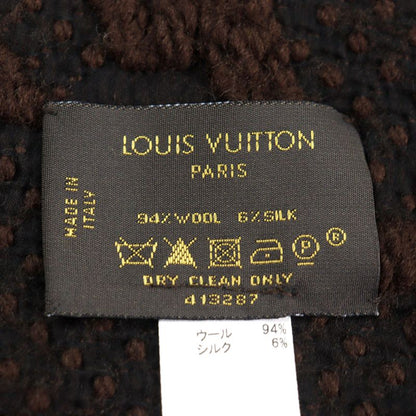 LOUIS VUITTON
PARIS
MADE IN
ITALY
94% WOOL 6% SILK
P ®
DRY CLEAN ONLY
413287
ウール 94%
シルク 6%